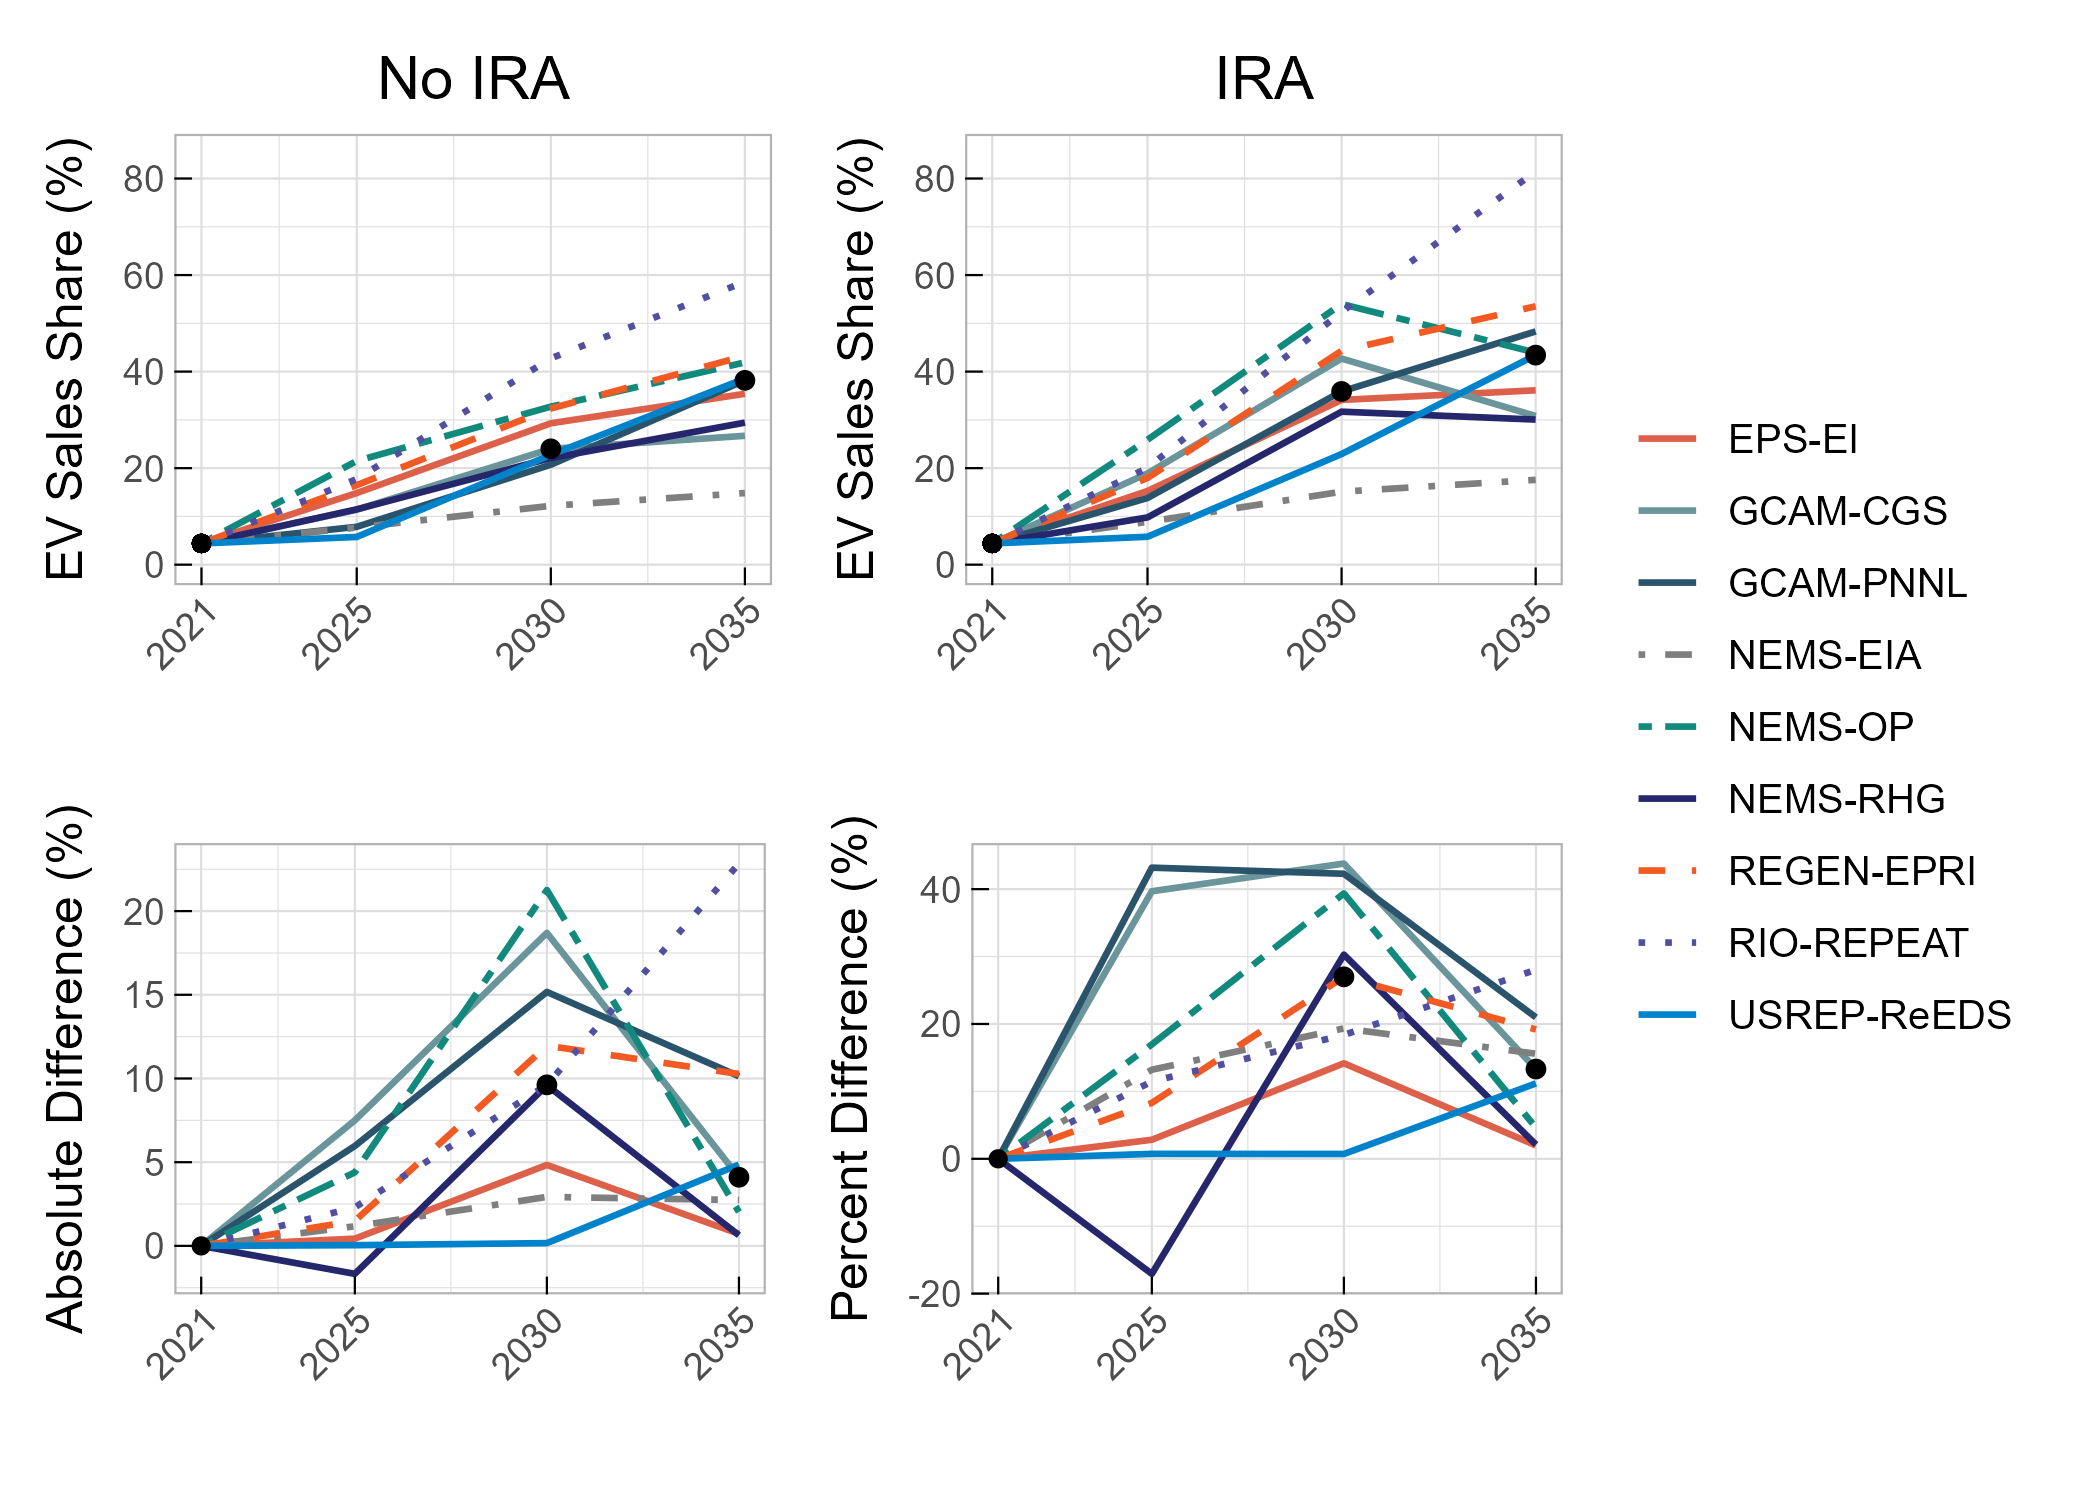 No IRA
IRA
EV Sales Share (%)
80
60
40
20
0
2021
2025
2030
2035
EV Sales Share (%)
80
60
40
20
0
2021
2025
2030
2035
EPS-EI
GCAM-CGS
GCAM-PNNL
NEMS-EIA
NEMS-OP
NEMS-RHG
REGEN-EPRI
RIO-REPEAT
USREP-ReEDS
Absolute Difference (%)
20
15
10
5
0
2021
2025
2030
2035
Percent Difference (%)
40
20
0
-20
2021
2025
2030
2035